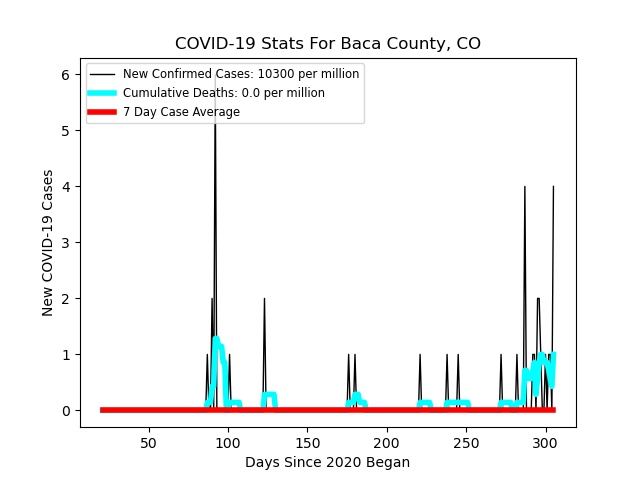 COVID-19 Stats For Baca County, CO
New Confirmed Cases: 10300 per million
Cumulative Deaths: 0.0 per million
7 Day Case Average
New COVID-19 Cases
6
5
4
3
2
1
0
50 100 150 200 250 300
Days Since 2020 Began